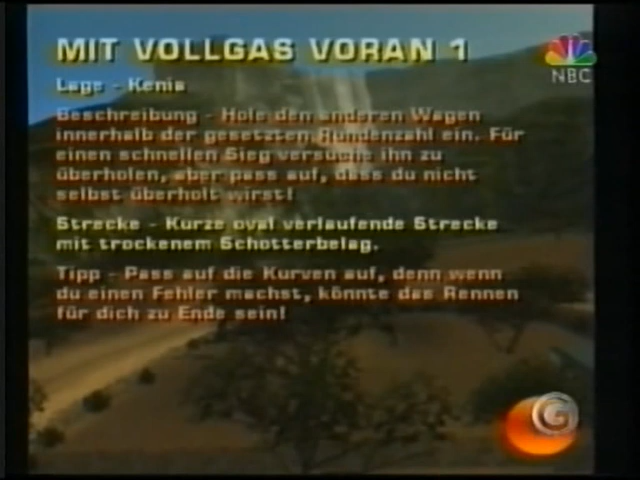 MIT VOLLGAS VORAN 1
NBC
Lage - Kenia
Beschreibung - Hole den anderen Wagen
innerhalb der gesetzten Rundenzahl ein. Für
einen schnellen Sieg versuche ihn zu
überholen, aber pass auf, dass du nicht
selbst überholt wirst!
Strecke - Kurze oval verlaufende Strecke
mit trockenem Schotterbelag.
Tipp - Pass auf die Kurven auf, denn wenn
du einen Fehler machst, könnte das Rennen
für dich zu Ende sein!
G